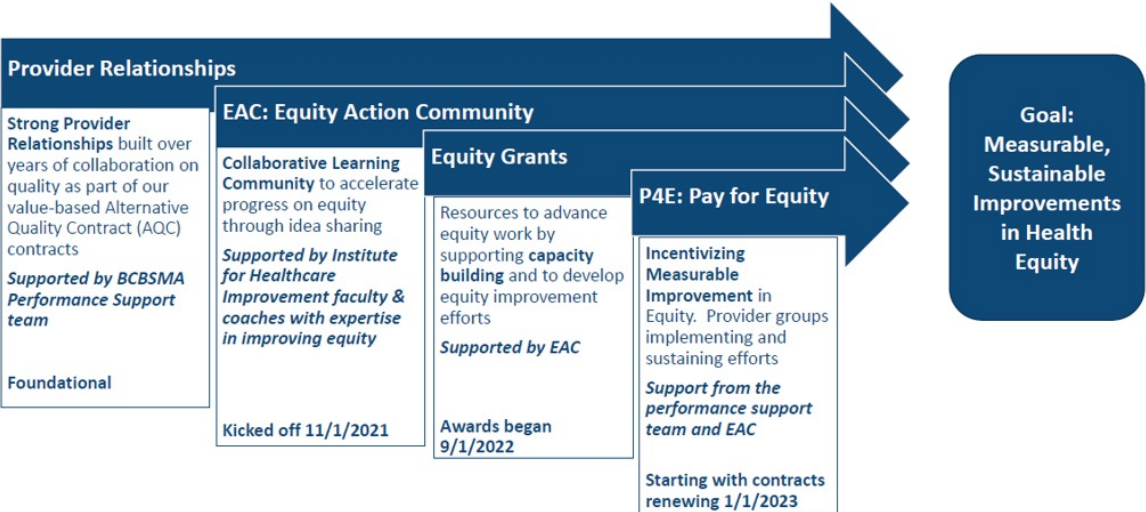 Provider Relationships
Strong Provider
Relationships built over
years of collaboration on
quality as part of our
value-based Alternative
Quality Contract (AQC)
contracts
Supported by BCBSMA
Performance Support
team
Foundational
EAC: Equity Action Community
Collaborative Learning
Community to accelerate
progress on equity
through idea sharing
Supported by Institute
for Healthcare
Improvement faculty &
coaches with expertise
in improving equity
Kicked off 11/1/2021
Equity Grants
Resources to advance
equity work by
supporting capacity
building and to develop
equity improvement
efforts
Supported by EAC
Awards began
9/1/2022
P4E: Pay for Equity
Incentivizing
Measurable
Improvement in
Equity.  Provider groups
implementing and
sustaining efforts
Support from the
performance support
team and EAC
Starting with contracts
renewing 1/1/2023
Goal:
Measurable,
Sustainable
Improvements
in Health
Equity